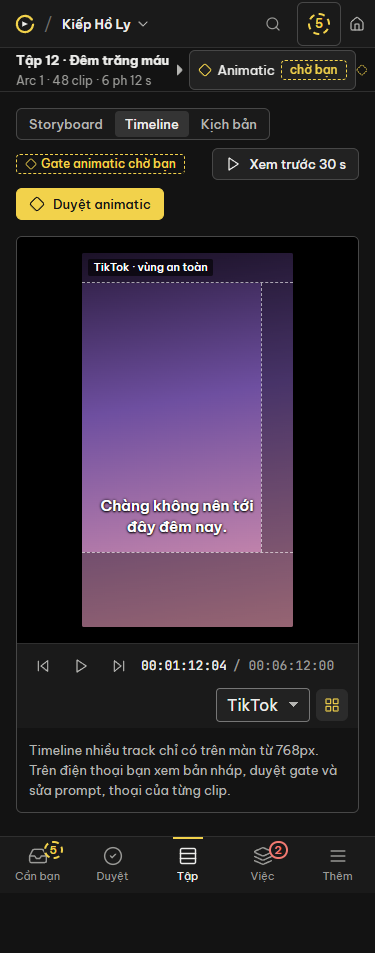 / Kiếp Hồ Ly
5
Tập 12 · Đêm trăng máu
Arc 1 · 48 clip · 6 ph 12 s
Animatic chờ bạn
Storyboard Timeline Kịch bản
Gate animatic chờ bạn
Xem trước 30 s
Duyệt animatic
TikTok · vùng an toàn
Chàng không nên tới
đây đêm nay.
00:01:12:04 / 00:06:12:00
TikTok
Timeline nhiều track chỉ có trên màn từ 768px.
Trên điện thoại bạn xem bản nháp, duyệt gate và
sửa prompt, thoại của từng clip.
5 2
Cần bạn Duyệt Tập Việc Thêm